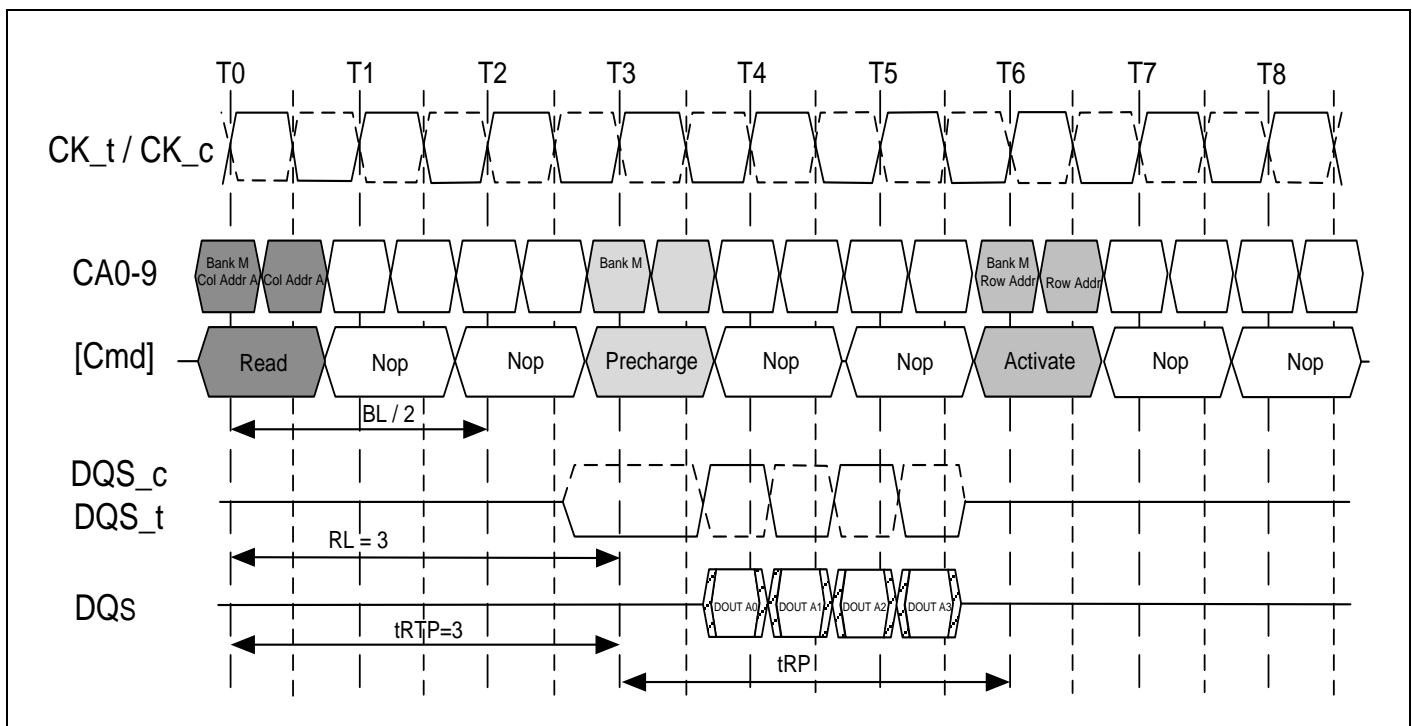 T0 T1 T2 T3 T4 T5 T6 T7 T8
CK_t / CK_c
CA0-9
Bank M
Col Addr A
Col Addr A
Bank M
Bank M
Row Addr
Row Addr
[Cmd]
Read Nop Nop Precharge Nop Nop Activate Nop Nop
BL / 2
DQS_c
DQS_t
RL = 3
DQs
DOUT A0 DOUT A1 DOUT A2 DOUT A3
tRTP=3
tRP